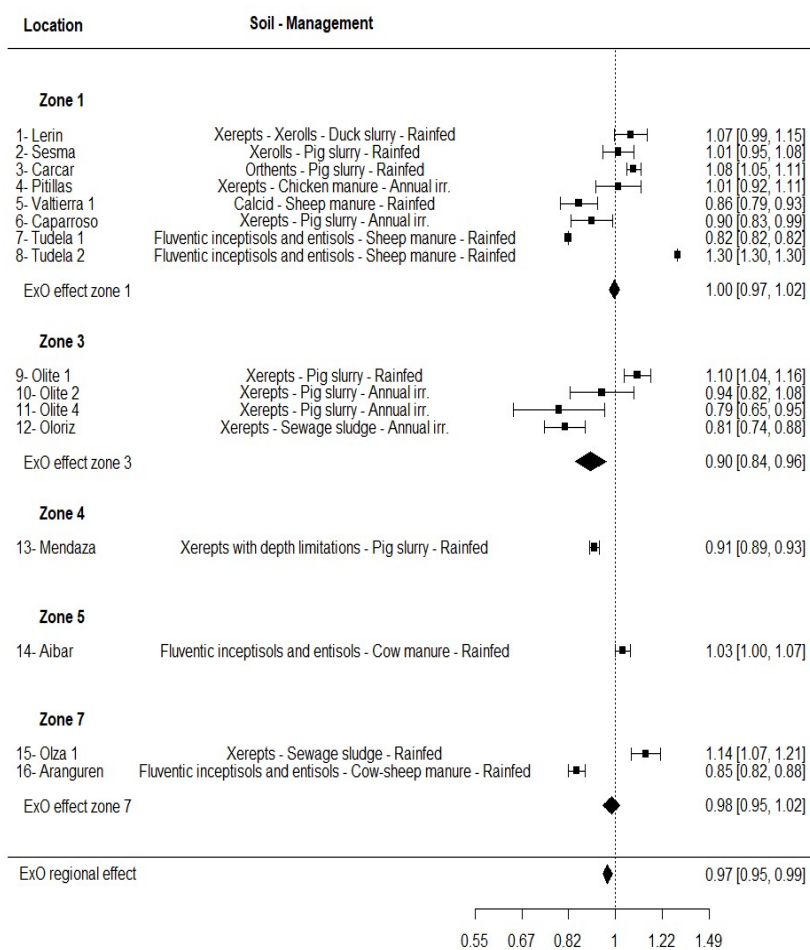 Location Soil - Management
Zone 1
1- Lerin Xerepts - Xerolls - Duck slurry - Rainfed 1.07 [0.99, 1.15]
2- Sesma Xerolls - Pig slurry - Rainfed 1.01 [0.95, 1.08]
3- Carcar Orthents - Pig slurry - Rainfed 1.08 [1.05, 1.11]
4- Pitillas Xerepts - Chicken manure - Annual irr. 1.01 [0.92, 1.11]
5- Valtierra 1 Calcid - Sheep manure - Rainfed 0.86 [0.79, 0.93]
6- Caparroso Xerepts - Pig slurry - Annual irr. 0.90 [0.83, 0.99]
7- Tudela 1 Fluventic inceptisols and entisols - Sheep manure - Rainfed 0.82 [0.82, 0.82]
8- Tudela 2 Fluventic inceptisols and entisols - Sheep manure - Rainfed 1.30 [1.30, 1.30]
ExO effect zone 1 1.00 [0.97, 1.02]
Zone 3
9- Olite 1 Xerepts - Pig slurry - Rainfed 1.10 [1.04, 1.16]
10- Olite 2 Xerepts - Pig slurry - Annual irr. 0.94 [0.82, 1.08]
11- Olite 4 Xerepts - Pig slurry - Annual irr. 0.79 [0.65, 0.95]
12- Oloriz Xerepts - Sewage sludge - Annual irr. 0.81 [0.74, 0.88]
ExO effect zone 3 0.90 [0.84, 0.96]
Zone 4
13- Mendaza Xerepts with depth limitations - Pig slurry - Rainfed 0.91 [0.89, 0.93]
Zone 5
14- Aibar Fluventic inceptisols and entisols - Cow manure - Rainfed 1.03 [1.00, 1.07]
Zone 7
15- Olza 1 Xerepts - Sewage sludge - Rainfed 1.14 [1.07, 1.21]
16- Aranguren Fluventic inceptisols and entisols - Cow-sheep manure - Rainfed 0.85 [0.82, 0.88]
ExO effect zone 7 0.98 [0.95, 1.02]
ExO regional effect 0.97 [0.95, 0.99]
0.55 0.67 0.82 1 1.22 1.49